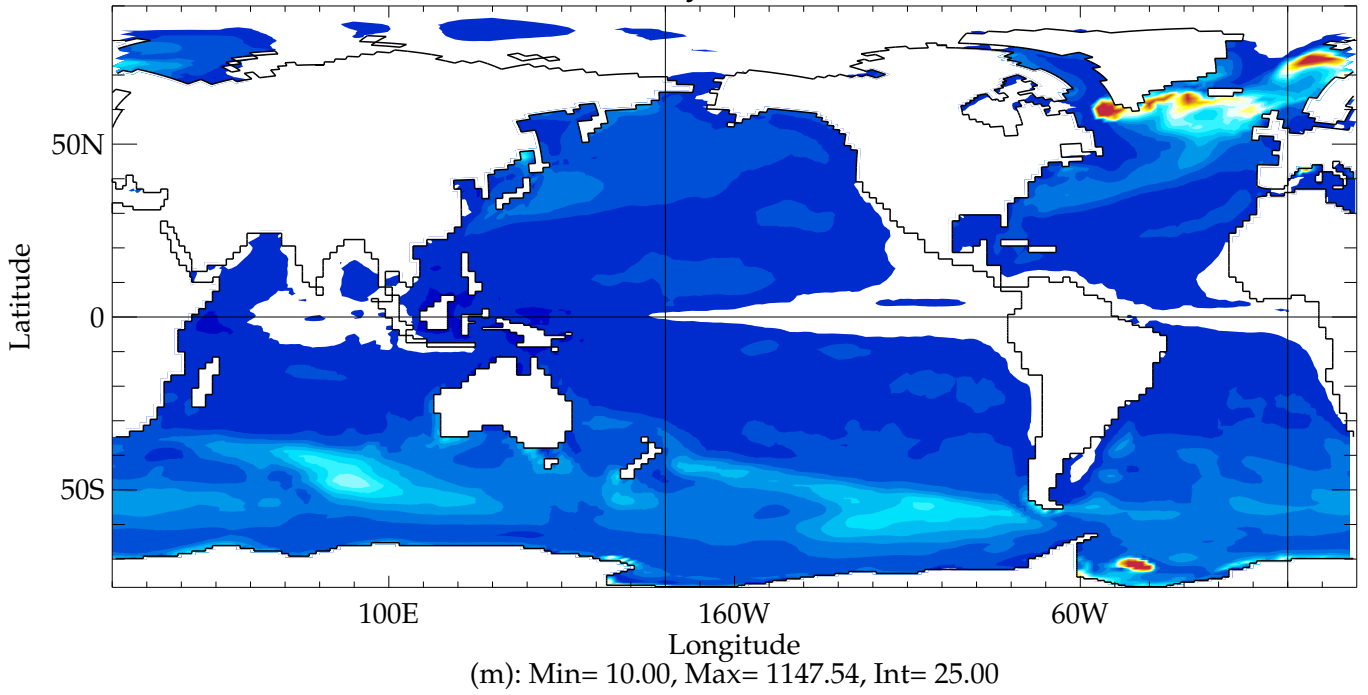 50N
0
50S
Latitude
100E
160W
60W
Longitude
(m): Min= 10.00, Max= 1147.54, Int= 25.00